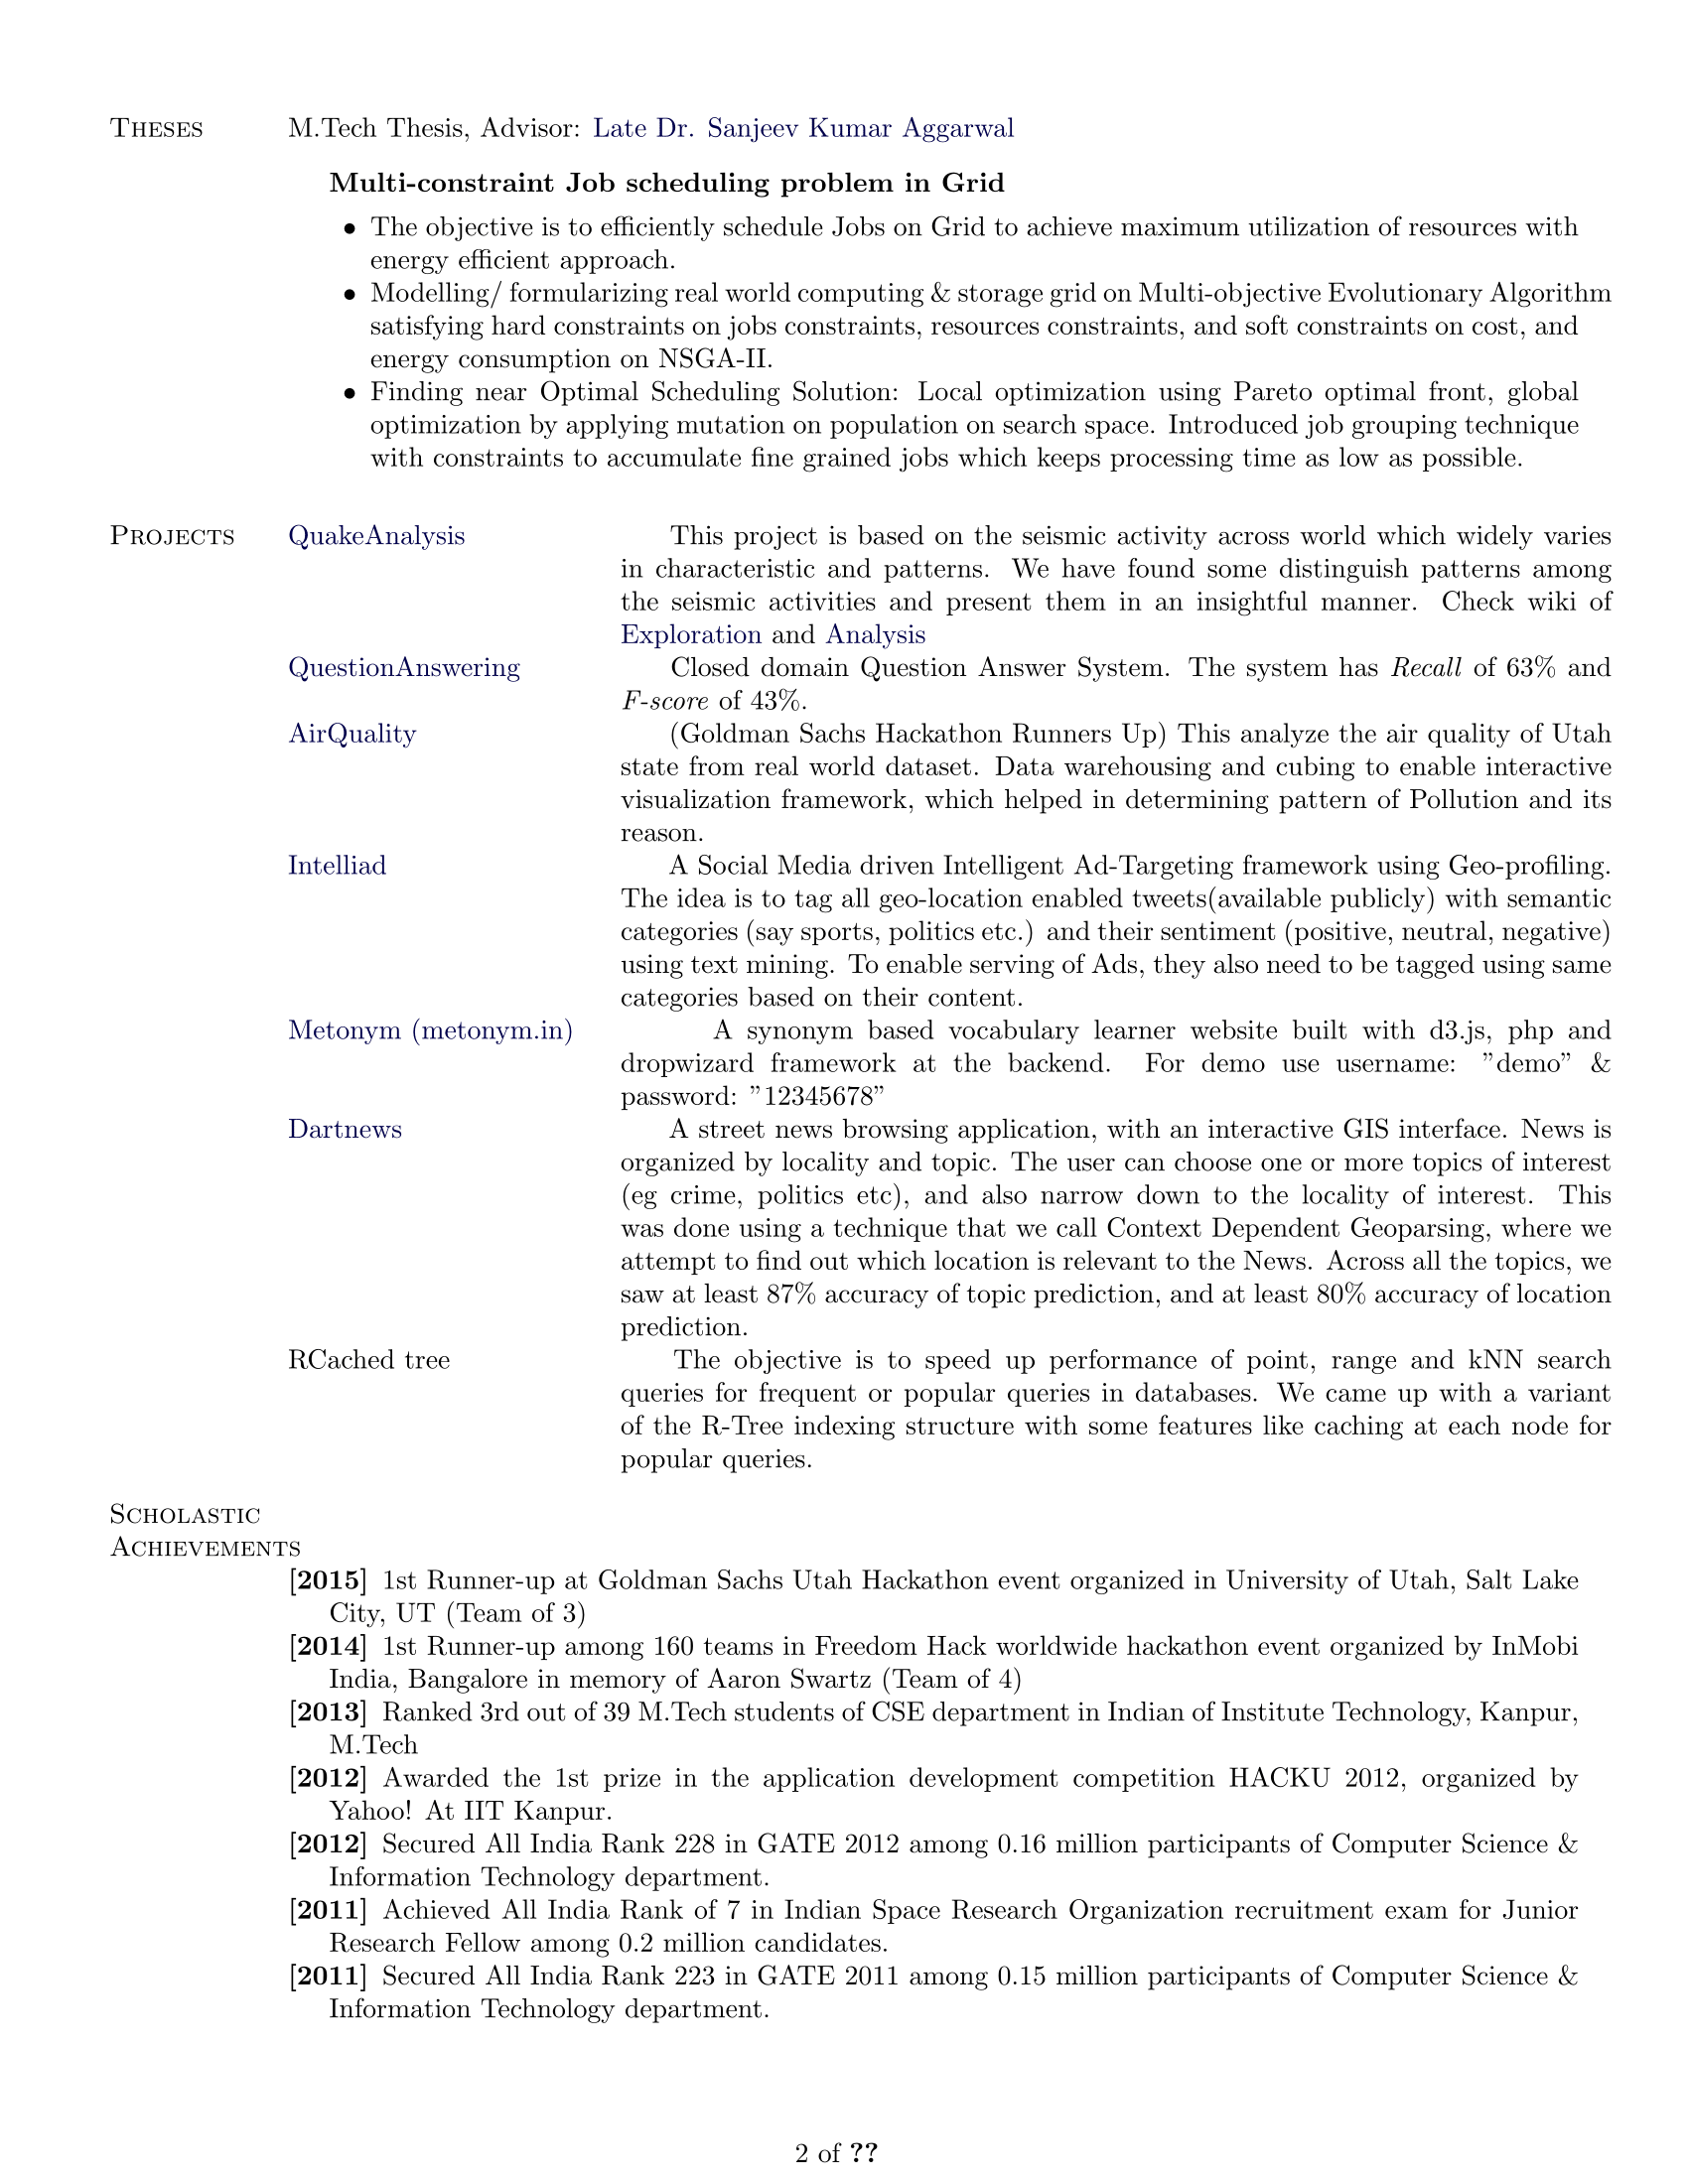 Theses M.Tech Thesis, Advisor: Late Dr. Sanjeev Kumar Aggarwal
Multi-constraint Job scheduling problem in Grid
• The objective is to efficiently schedule Jobs on Grid to achieve maximum utilization of resources with
energy efficient approach.
• Modelling/ formularizing real world computing & storage grid on Multi-objective Evolutionary Algorithm
satisfying hard constraints on jobs constraints, resources constraints, and soft constraints on cost, and
energy consumption on NSGA-II.
• Finding near Optimal Scheduling Solution: Local optimization using Pareto optimal front, global
optimization by applying mutation on population on search space. Introduced job grouping technique
with constraints to accumulate fine grained jobs which keeps processing time as low as possible.
Projects QuakeAnalysis This project is based on the seismic activity across world which widely varies
in characteristic and patterns. We have found some distinguish patterns among
the seismic activities and present them in an insightful manner. Check wiki of
Exploration and Analysis
QuestionAnswering Closed domain Question Answer System. The system has Recall of 63% and
F-score of 43%.
AirQuality (Goldman Sachs Hackathon Runners Up) This analyze the air quality of Utah
state from real world dataset. Data warehousing and cubing to enable interactive
visualization framework, which helped in determining pattern of Pollution and its
reason.
Intelliad A Social Media driven Intelligent Ad-Targeting framework using Geo-profiling.
The idea is to tag all geo-location enabled tweets(available publicly) with semantic
categories (say sports, politics etc.) and their sentiment (positive, neutral, negative)
using text mining. To enable serving of Ads, they also need to be tagged using same
categories based on their content.
Metonym (metonym.in) A synonym based vocabulary learner website built with d3.js, php and
dropwizard framework at the backend. For demo use username: ”demo” &
password: ”12345678”
Dartnews A street news browsing application, with an interactive GIS interface. News is
organized by locality and topic. The user can choose one or more topics of interest
(eg crime, politics etc), and also narrow down to the locality of interest. This
was done using a technique that we call Context Dependent Geoparsing, where we
attempt to find out which location is relevant to the News. Across all the topics, we
saw at least 87% accuracy of topic prediction, and at least 80% accuracy of location
prediction.
RCached tree The objective is to speed up performance of point, range and kNN search
queries for frequent or popular queries in databases. We came up with a variant
of the R-Tree indexing structure with some features like caching at each node for
popular queries.
Scholastic
Achievements
[2015] 1st Runner-up at Goldman Sachs Utah Hackathon event organized in University of Utah, Salt Lake
City, UT (Team of 3)
[2014] 1st Runner-up among 160 teams in Freedom Hack worldwide hackathon event organized by InMobi
India, Bangalore in memory of Aaron Swartz (Team of 4)
[2013] Ranked 3rd out of 39 M.Tech students of CSE department in Indian of Institute Technology, Kanpur,
M.Tech
[2012] Awarded the 1st prize in the application development competition HACKU 2012, organized by
Yahoo! At IIT Kanpur.
[2012] Secured All India Rank 228 in GATE 2012 among 0.16 million participants of Computer Science &
Information Technology department.
[2011] Achieved All India Rank of 7 in Indian Space Research Organization recruitment exam for Junior
Research Fellow among 0.2 million candidates.
[2011] Secured All India Rank 223 in GATE 2011 among 0.15 million participants of Computer Science &
Information Technology department.
2 of ??